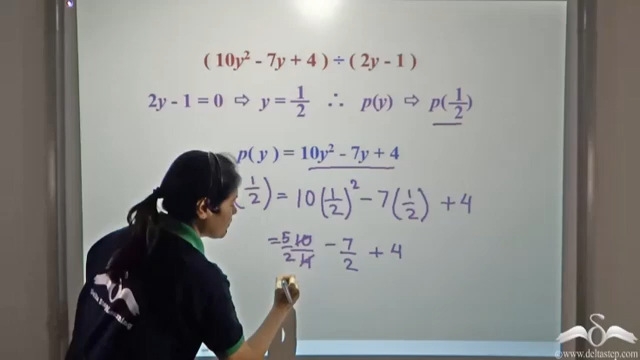 ( 10y² - 7y + 4 ) ÷ ( 2y - 1 )
2y - 1 = 0 ⇨ y = 1/2 ∴ p(y) ⇨ p(1/2)
p( y ) = 10y² - 7y + 4
(1/2) = 10(1/2)² - 7(1/2) + 4
= 5 10/2 4 - 7/2 + 4
©www.deltastep.com